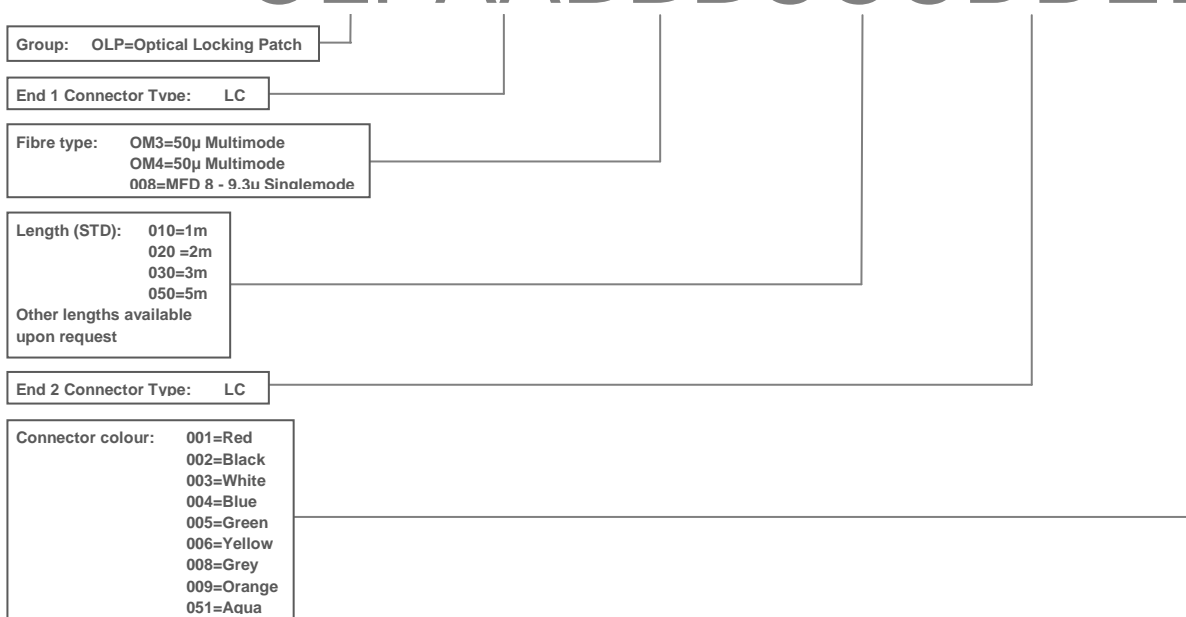 Group: OLP=Optical Locking Patch
End 1 Connector Type: LC
Fibre type: OM3=50µ Multimode
OM4=50µ Multimode
008=MFD 8 - 9.3µ Singlemode
Length (STD): 010=1m
020 =2m
030=3m
050=5m
Other lengths available
upon request
End 2 Connector Type: LC
Connector colour: 001=Red
002=Black
003=White
004=Blue
005=Green
006=Yellow
008=Grey
009=Orange
051=Aqua